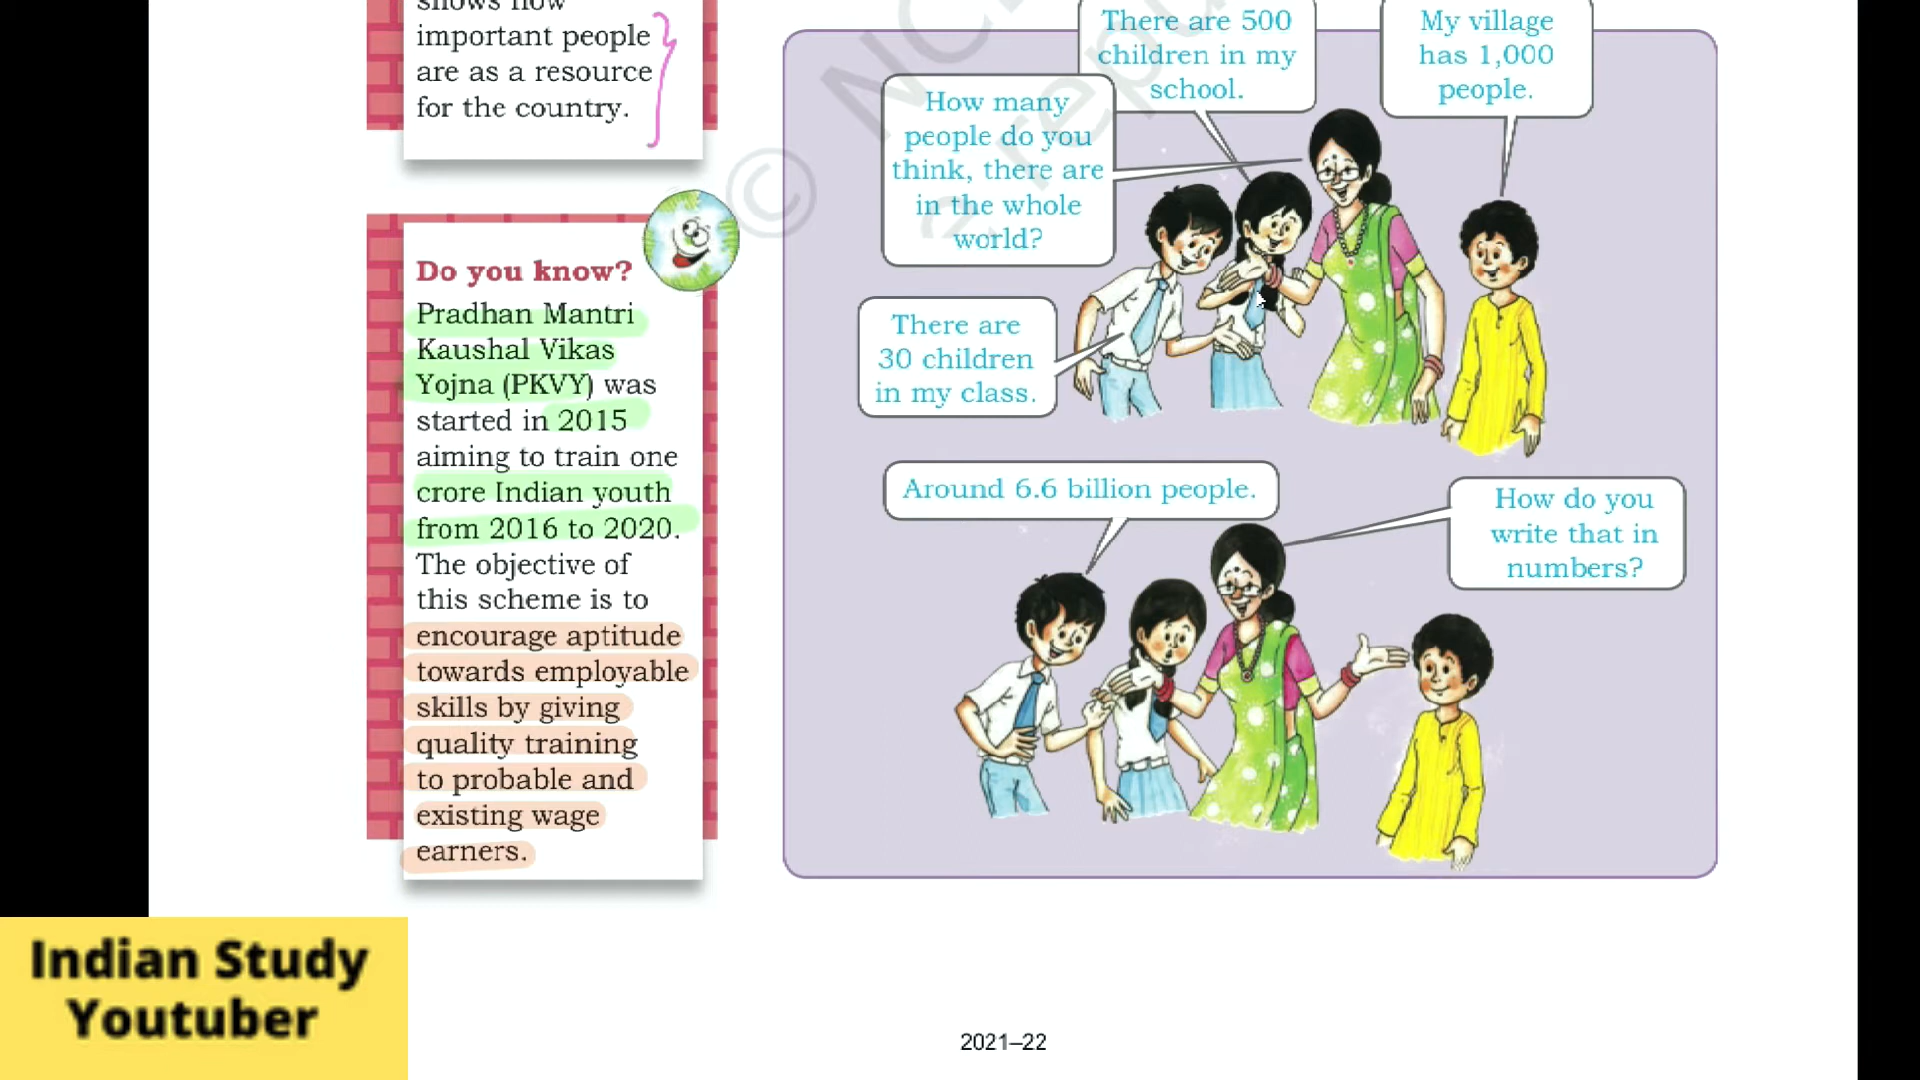 shows how
important people
are as a resource
for the country.
Do you know?
Pradhan Mantri
Kaushal Vikas
Yojna (PKVY) was
started in 2015
aiming to train one
crore Indian youth
from 2016 to 2020.
The objective of
this scheme is to
encourage aptitude
towards employable
skills by giving
quality training
to probable and
existing wage
earners.
There are 500
children in my
school.
My village
has 1,000
people.
How many
people do you
think, there are
in the whole
world?
There are
30 children
in my class.
Around 6.6 billion people.
How do you
write that in
numbers?
Indian Study
Youtuber
2021–22